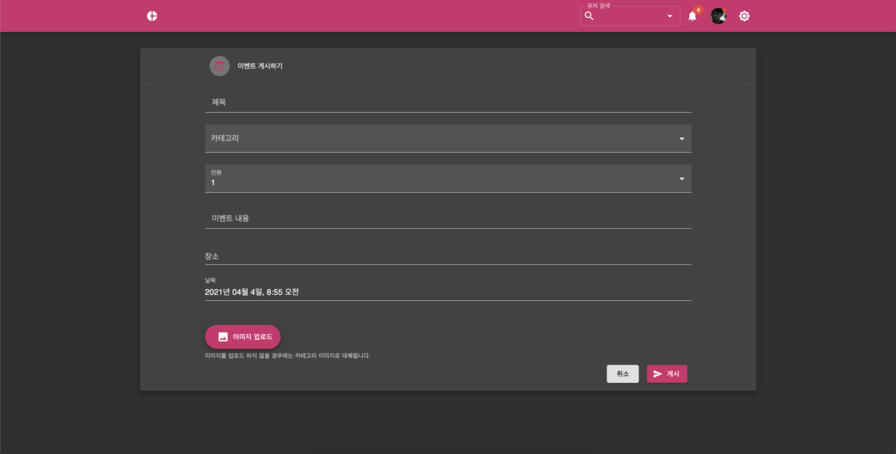 유저 검색
4
이벤트 게시하기
제목
카테고리
인원
1
이벤트 내용
장소
날짜
2021년 04월 4일, 8:55 오전
이미지 업로드
이미지를 업로드 하지 않을 경우에는 카테고리 이미지로 대체됩니다.
취소
게시